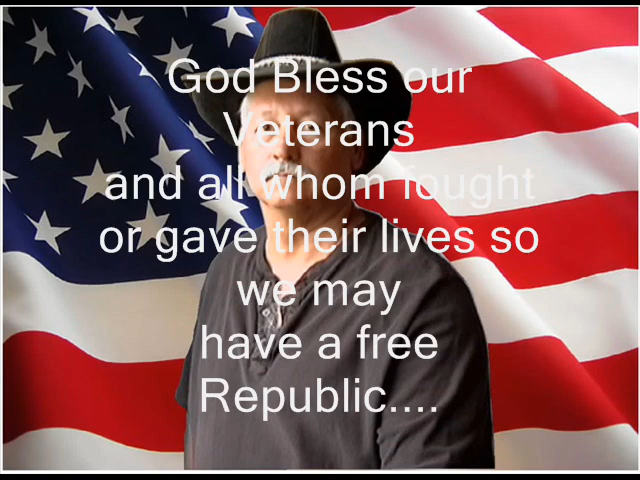 God Bless our
Veterans
and all whom fought
or gave their lives so
we may
have a free
Republic....